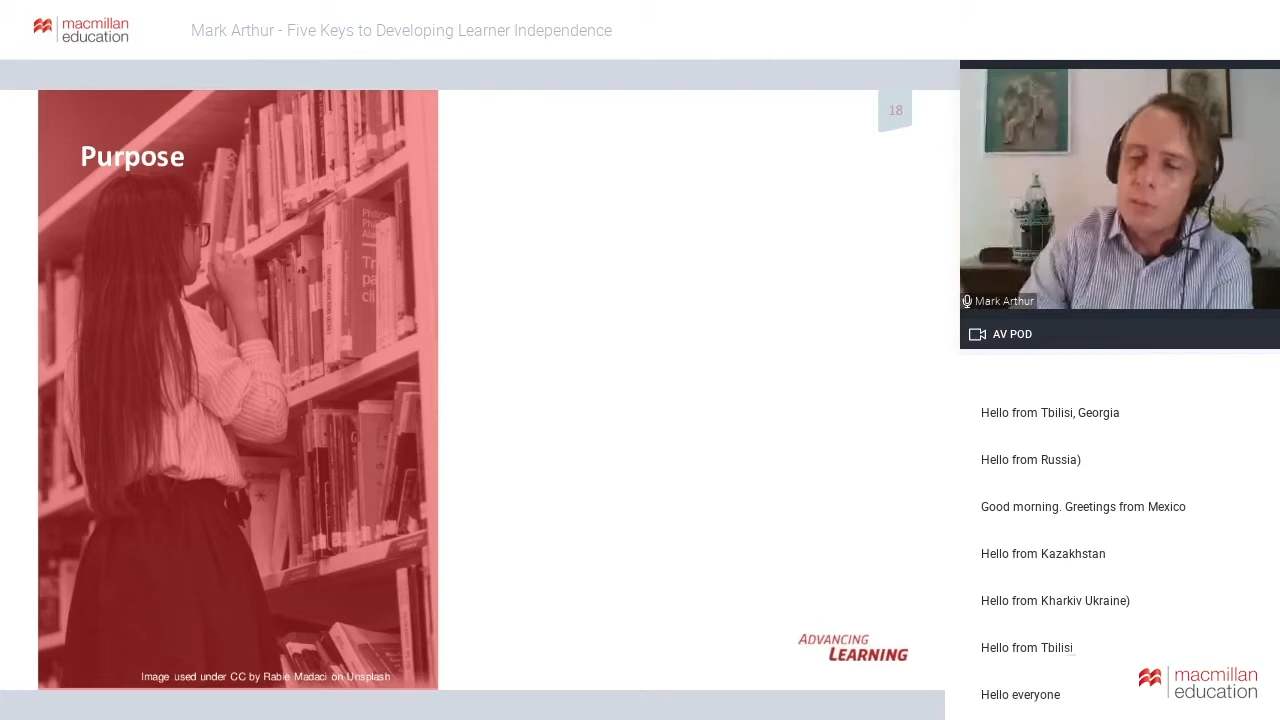 macmillan
education
Mark Arthur - Five Keys to Developing Learner Independence
18
Purpose
Mark Arthur
AV POD
Hello from Tbilisi, Georgia
Hello from Russia)
Good morning. Greetings from Mexico
Hello from Kazakhstan
Hello from Kharkiv Ukraine)
Hello from Tbilisi
Hello everyone
ADVANCING
LEARNING
Image used under CC by Rabie Madaci on Unsplash
macmillan
education